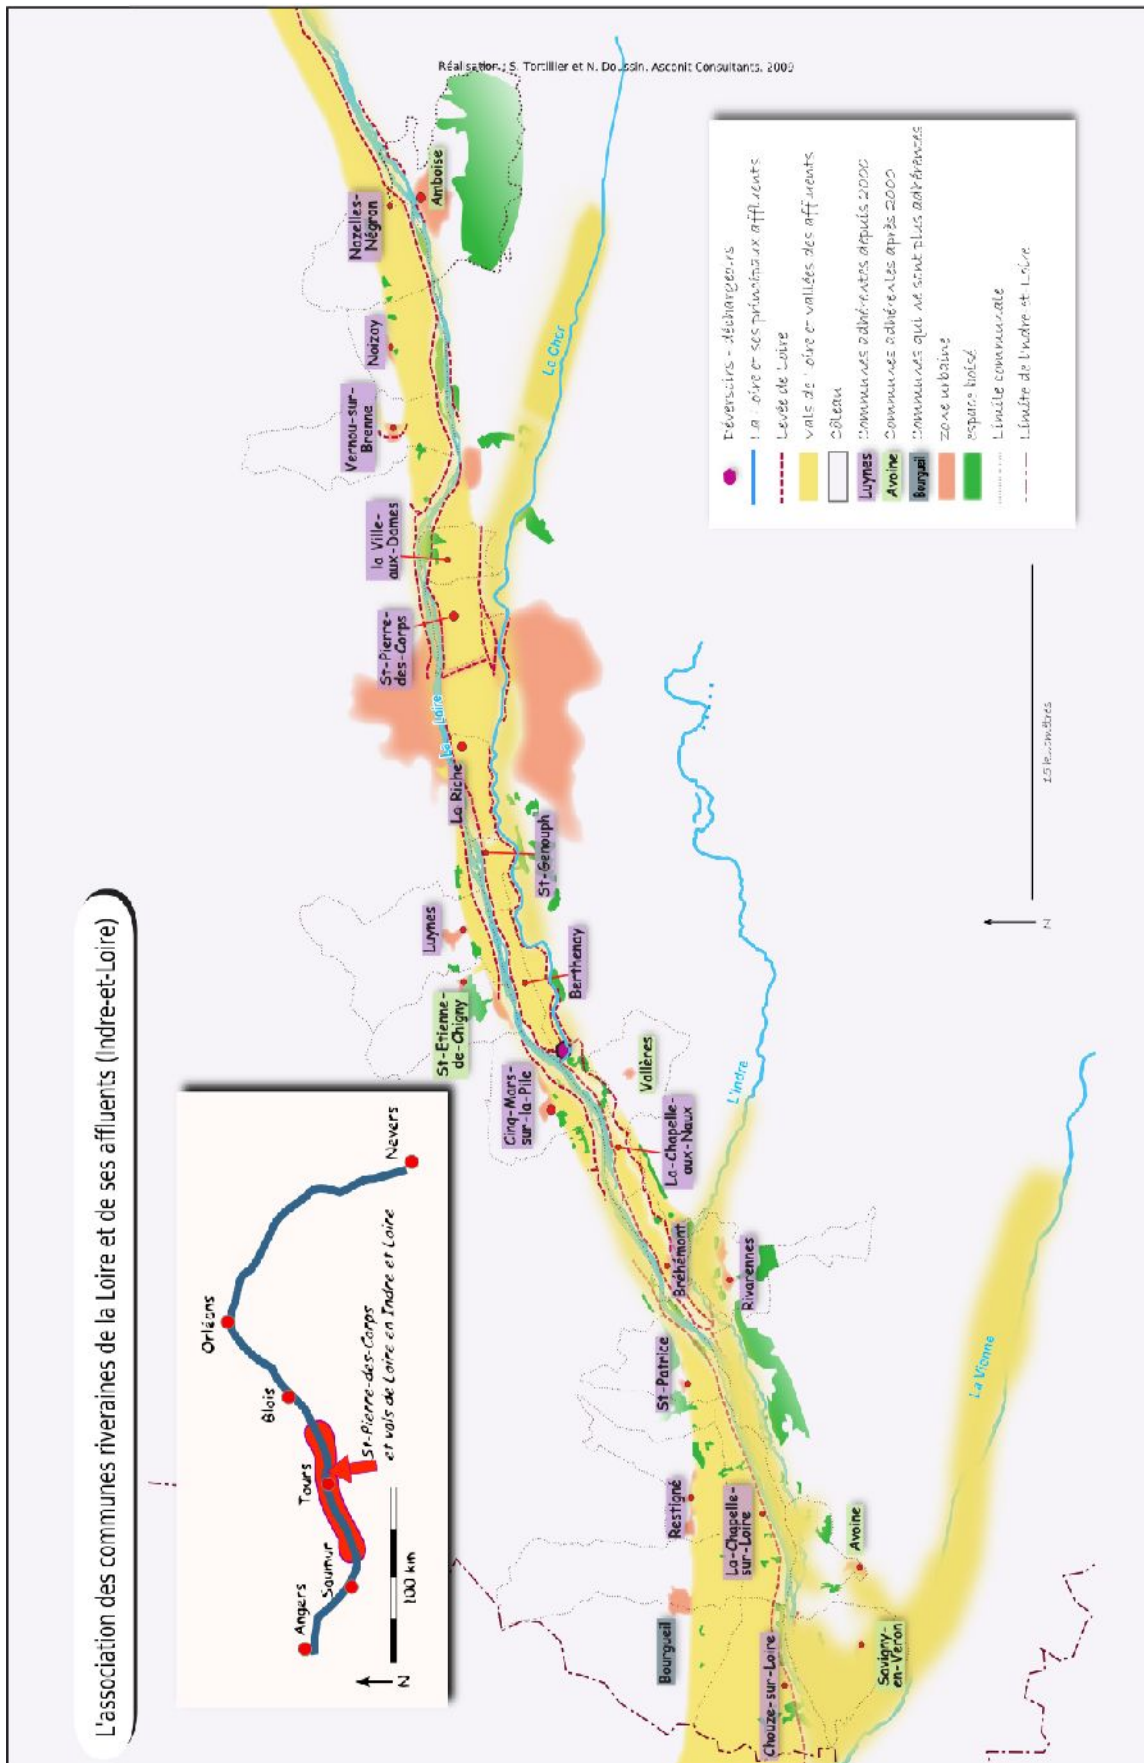 L'association des communes riveraines de la Loire et de ses affluents (Indre-et-Loire)
Angers
Saumur
Tours
Blois
Orléans
Nevers
St-Pierre-des-Corps
et vals de Loire en Indre et Loire
N
100 km
Bourgueil
Restigné
St-Patrice
Cinq-Mars-
sur-la-Pile
St-Etienne-
de-Chigny
Luynes
La Riche
La Loire
St-Pierre-
des-Corps
la Ville-
aux-Dames
Vernou-sur-
Brenne
Noizay
Nazelles-
Négron
Amboise
Chouze-sur-Loire
La-Chapelle-
sur-Loire
Bréhémont
La-Chapelle-
aux-Naux
Berthenay
St-Genouph
Le Cher
Savigny-
en-Veron
Avoine
Rivarennes
Vallères
L'Indre
La Vienne
N
15 kilomètres
Déversoirs - déchargeoirs
La Loire et ses principaux affluents
Levée de Loire
Vals de Loire et vallées des affluents
Côteau
Luynes Communes adhérentes depuis 2000
Avoine Communes adhérentes après 2000
Bourgueil Communes qui ne sont plus adhérentes
zone urbaine
espace boisé
Limite communale
Limite de l'Indre-et-Loire
Réalisation : S. Tortillier et N. Doussin, Asconit Consultants, 2009